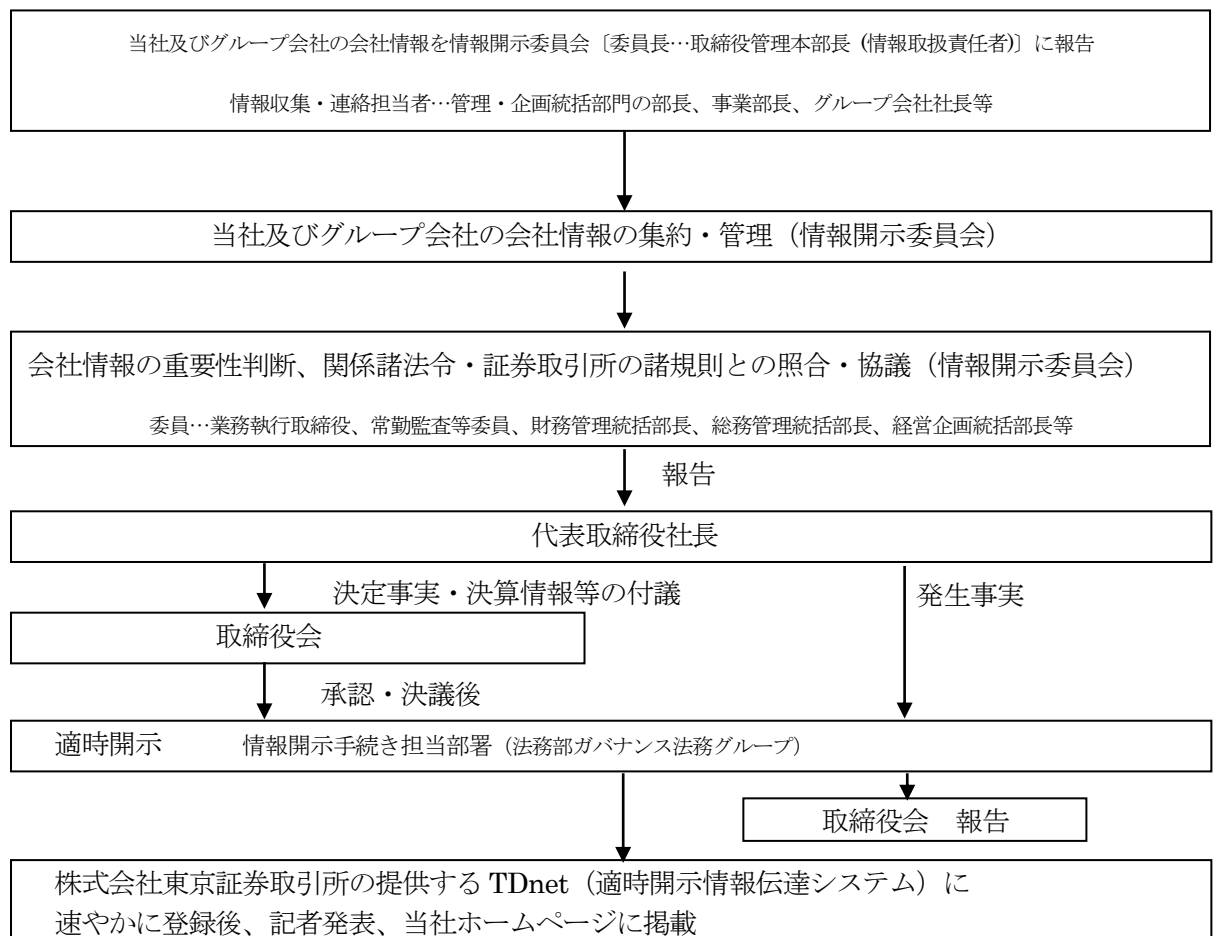 当社及びグループ会社の会社情報を情報開示委員会〔委員長…取締役管理本部長（情報取扱責任者)〕に報告
情報収集・連絡担当者…管理・企画統括部門の部長、事業部長、グループ会社社長等
当社及びグループ会社の会社情報の集約・管理（情報開示委員会）
会社情報の重要性判断、関係諸法令・証券取引所の諸規則との照合・協議（情報開示委員会）
委員…業務執行取締役、常勤監査等委員、財務管理統括部長、総務管理統括部長、経営企画統括部長等
報告
代表取締役社長
決定事実・決算情報等の付議
発生事実
取締役会
承認・決議後
適時開示　情報開示手続き担当部署（法務部ガバナンス法務グループ）
取締役会　報告
株式会社東京証券取引所の提供する TDnet（適時開示情報伝達システム）に
速やかに登録後、記者発表、当社ホームページに掲載